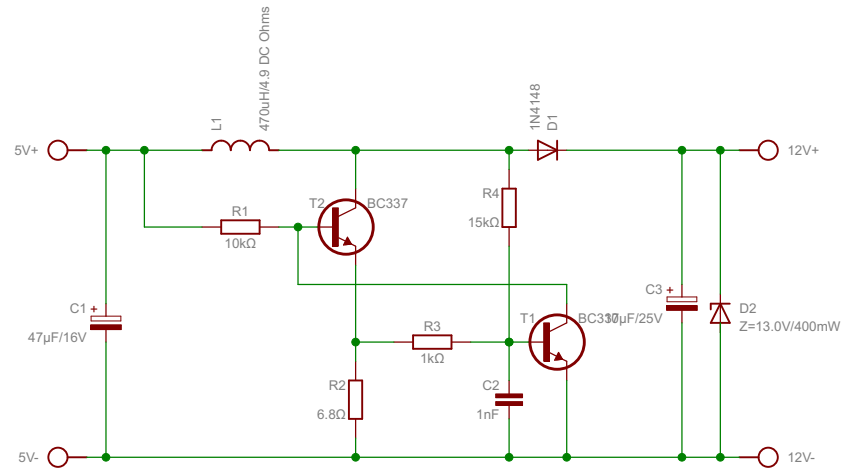 470uH/4.9 DC Ohms
L1
1N4148
D1
5V+
12V+
R4
15kΩ
T2
BC337
R1
10kΩ
C1
+
47µF/16V
C3
+
T1
BC337
D2
Z=13.0V/400mW
R3
1kΩ
R2
6.8Ω
C2
1nF
5V-
12V-